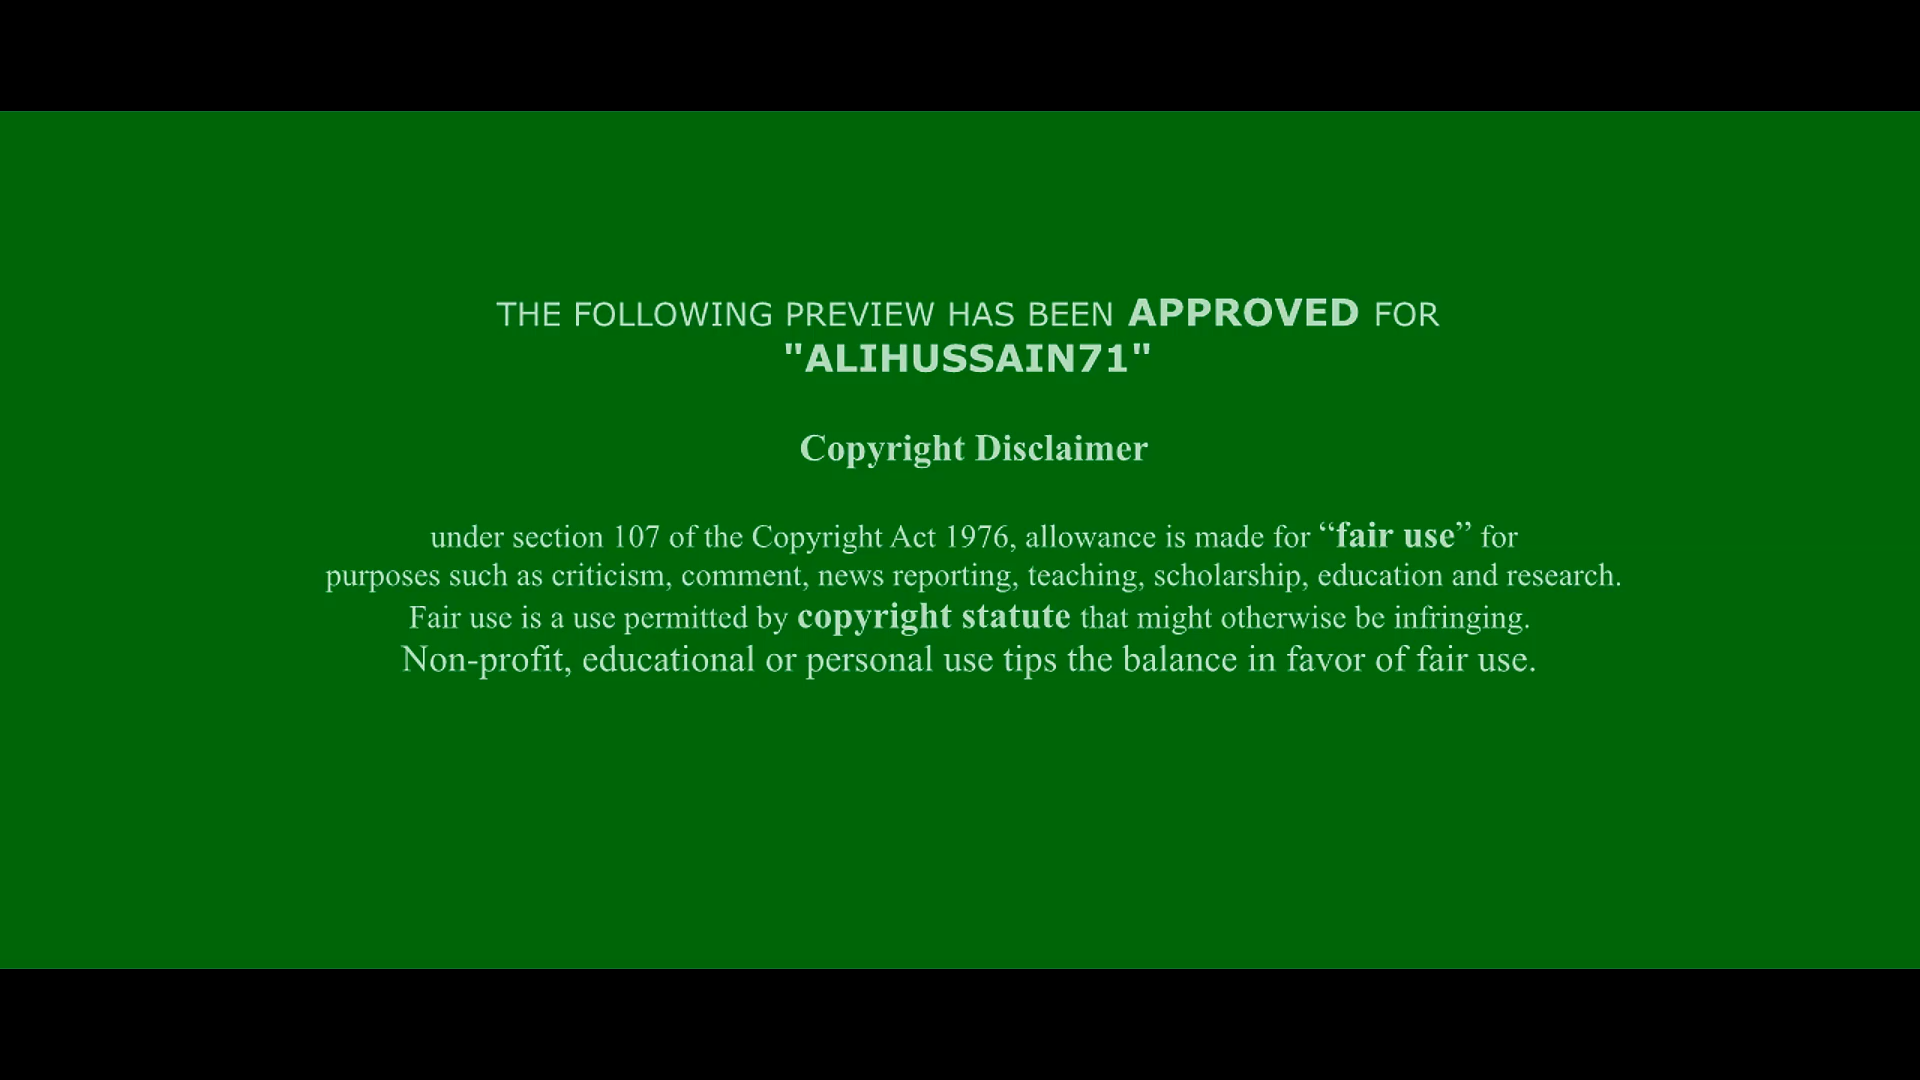 THE FOLLOWING PREVIEW HAS BEEN APPROVED FOR
"ALIHUSSAIN71"
Copyright Disclaimer
under section 107 of the Copyright Act 1976, allowance is made for “fair use” for
purposes such as criticism, comment, news reporting, teaching, scholarship, education and research.
Fair use is a use permitted by copyright statute that might otherwise be infringing.
Non-profit, educational or personal use tips the balance in favor of fair use.